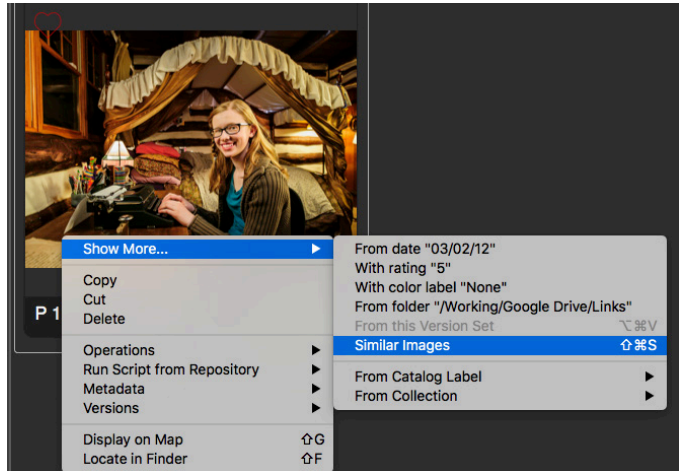 P 1
Show More...
Copy
Cut
Delete
Operations
Run Script from Repository
Metadata
Versions
Display on Map ⇧G
Locate in Finder ⇧F
From date "03/02/12"
With rating "5"
With color label "None"
From folder "/Working/Google Drive/Links"
From this Version Set ⌥⌘V
Similar Images ⇧⌘S
From Catalog Label
From Collection